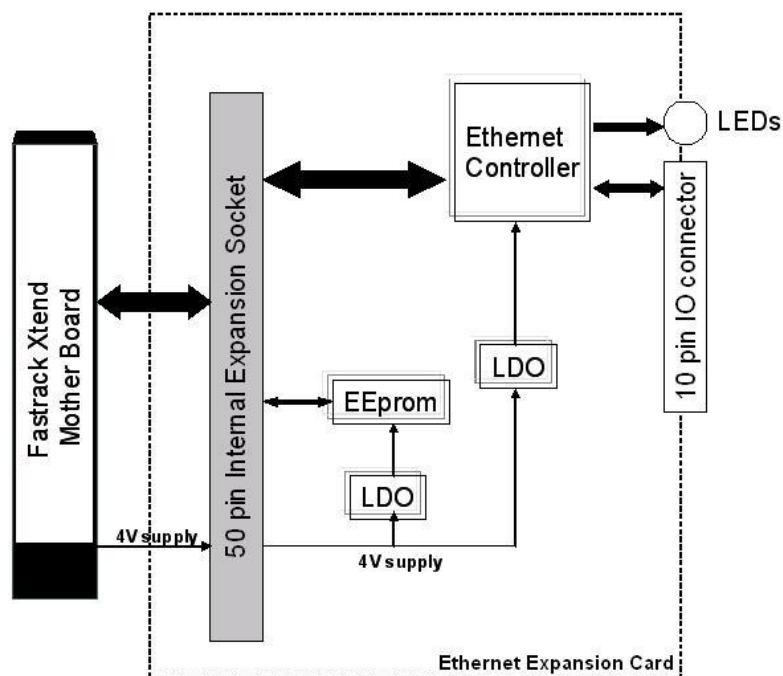 LEDs
Ethernet
Controller
10 pin IO connector
50 pin Internal Expansion Socket
Fastrack Xtend
Mother Board
LDO
EEprom
LDO
4V supply
4V supply
Ethernet Expansion Card